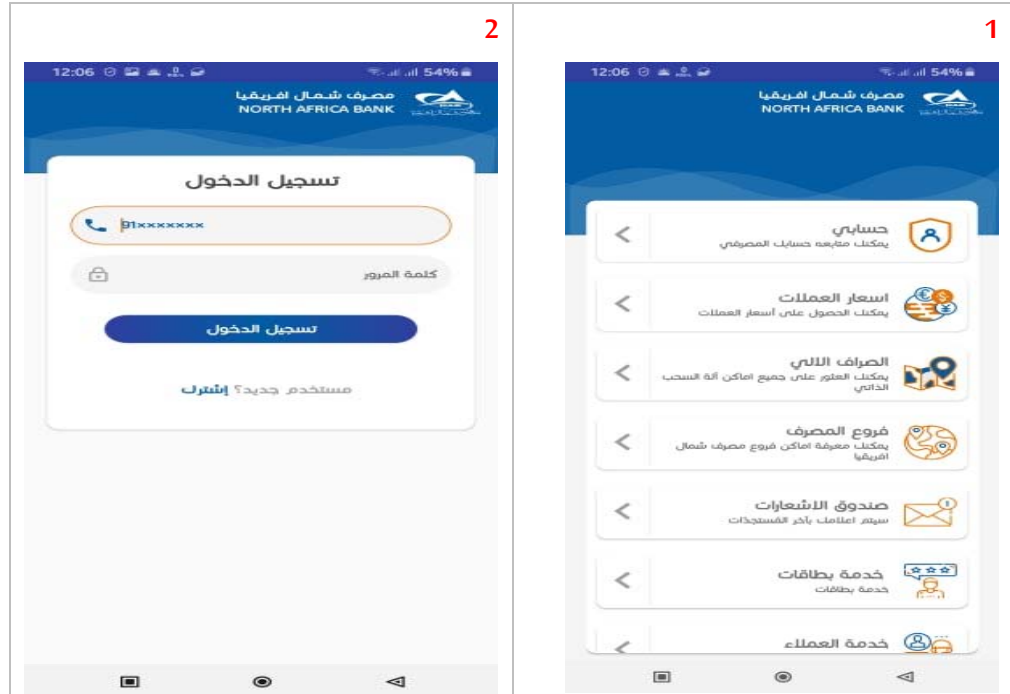 1
12:06
54%
مصرف شمال افريقيا
NORTH AFRICA BANK
حسابي
يمكنك متابعه حسابك المصرفي
اسعار العملات
يمكنك الحصول على أسعار العملات
الصراف الآلي
يمكنك العثور على جميع اماكن آلة السحب
الذاتي
فروع المصرف
يمكنك معرفة اماكن فروع مصرف شمال
افريقيا
صندوق الاشعارات
سيتم اعلامك بآخر المستجدات
خدمة بطاقات
خدمة بطاقات
خدمة العملاء
2
12:06
54%
مصرف شمال افريقيا
NORTH AFRICA BANK
تسجيل الدخول
91xxxxxxx
كلمة المرور
تسجيل الدخول
مستخدم جديد؟ إشترك